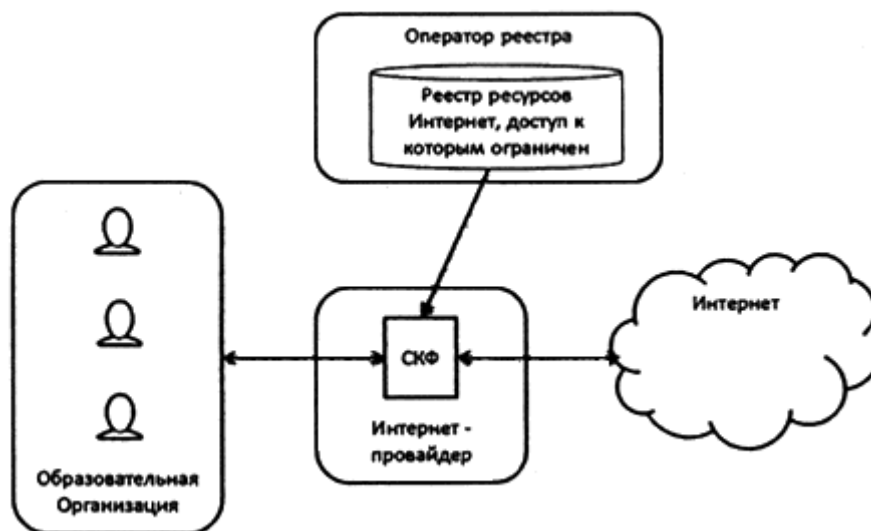 Оператор реестра
Реестр ресурсов
Интернет, доступ к
которым ограничен
Интернет
СКФ
Интернет -
провайдер
Образовательная
Организация